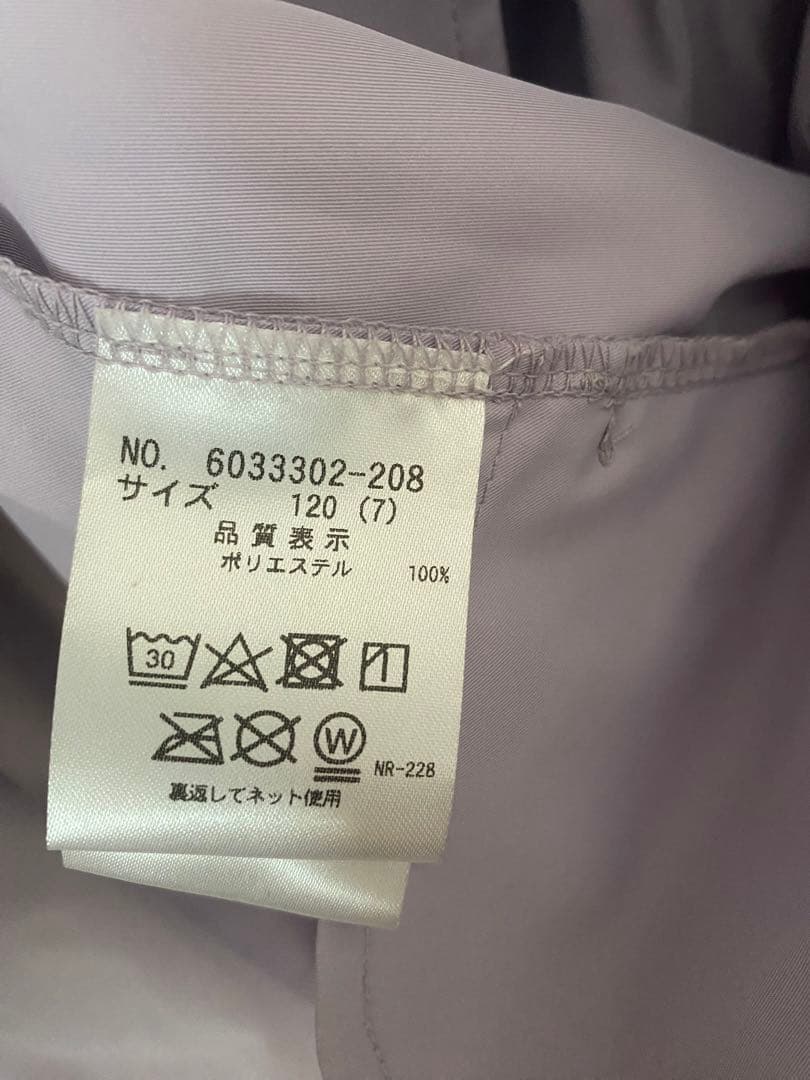 NO. 6033302-208
サイズ 120 (7)
品質表示
ポリエステル 100%
30
W
NR-228
裏返してネット使用